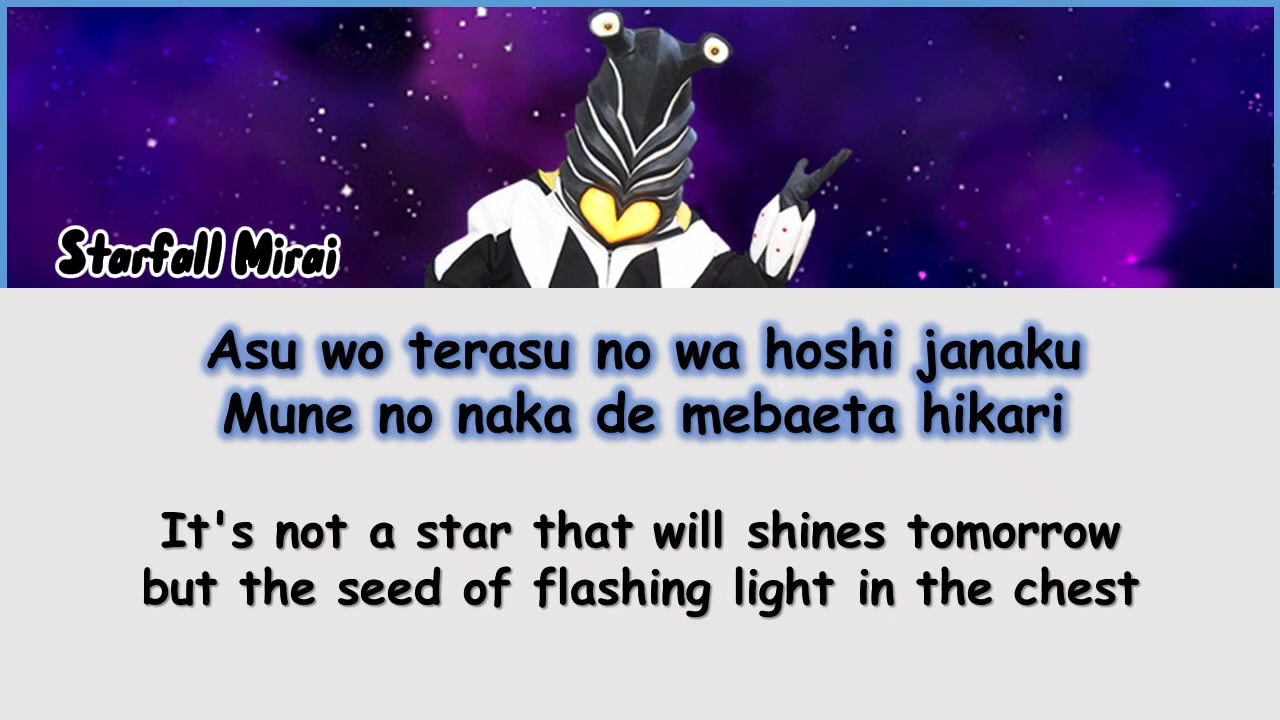 Starfall Mirai
Asu wo terasu no wa hoshi janaku
Mune no naka de mebaeta hikari
It's not a star that will shines tomorrow
but the seed of flashing light in the chest